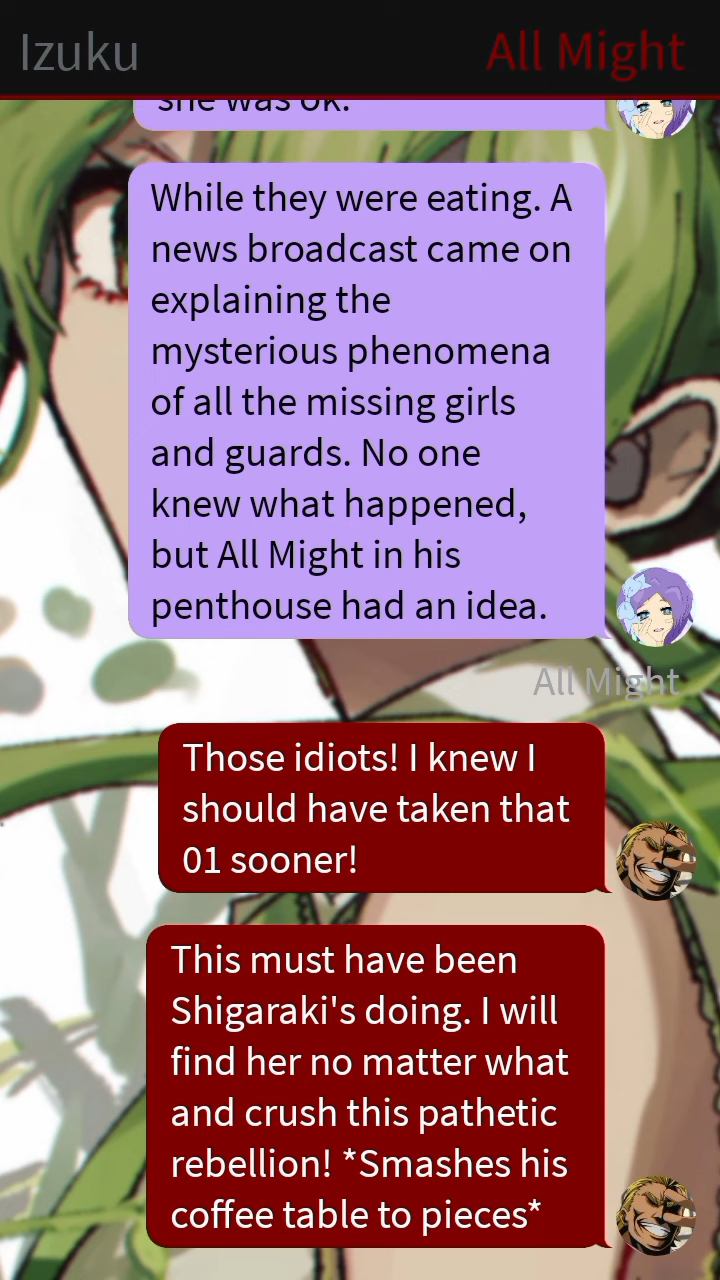 Izuku
All Might
she was ok.
While they were eating. A
news broadcast came on
explaining the
mysterious phenomena
of all the missing girls
and guards. No one
knew what happened,
but All Might in his
penthouse had an idea.
All Might
Those idiots! I knew I
should have taken that
01 sooner!
This must have been
Shigaraki's doing. I will
find her no matter what
and crush this pathetic
rebellion! *Smashes his
coffee table to pieces*